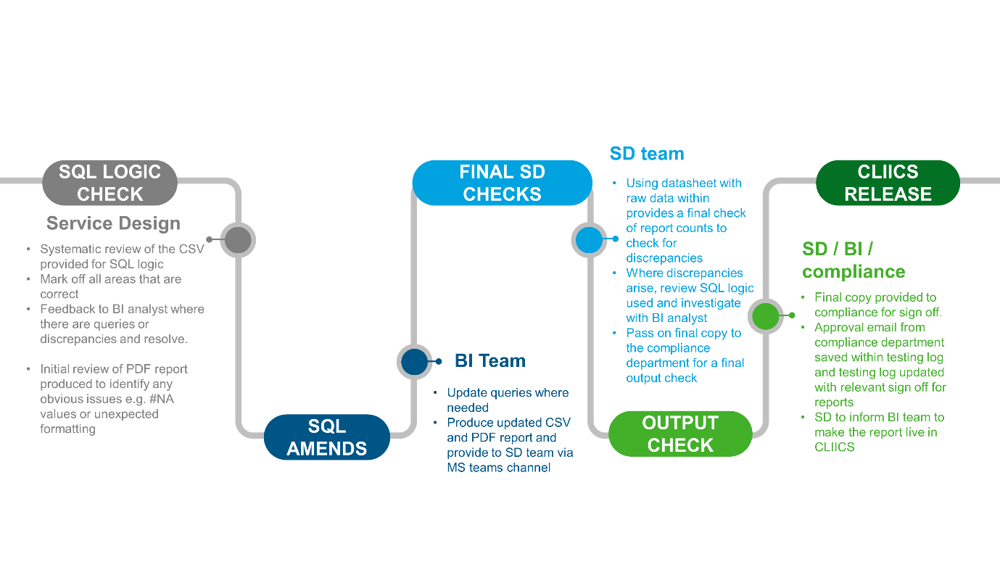 SQL LOGIC
CHECK
Service Design
• Systematic review of the CSV
provided for SQL logic
• Mark off all areas that are
correct
• Feedback to BI analyst where
there are queries or
discrepancies and resolve.
• Initial review of PDF report
produced to identify any
obvious issues e.g. #NA
values or unexpected
formatting
SQL
AMENDS
BI Team
• Update queries where
needed
• Produce updated CSV
and PDF report and
provide to SD team via
MS teams channel
FINAL SD
CHECKS
SD team
• Using datasheet with
raw data within
provides a final check
of report counts to
check for
discrepancies
• Where discrepancies
arise, review SQL logic
used and investigate
with BI analyst
• Pass on final copy to
the compliance
department for a final
output check
OUTPUT
CHECK
CLIICS
RELEASE
SD / BI /
compliance
• Final copy provided to
compliance for sign off.
• Approval email from
compliance department
saved within testing log
and testing log updated
with relevant sign off for
reports
• SD to inform BI team to
make the report live in
CLIICS